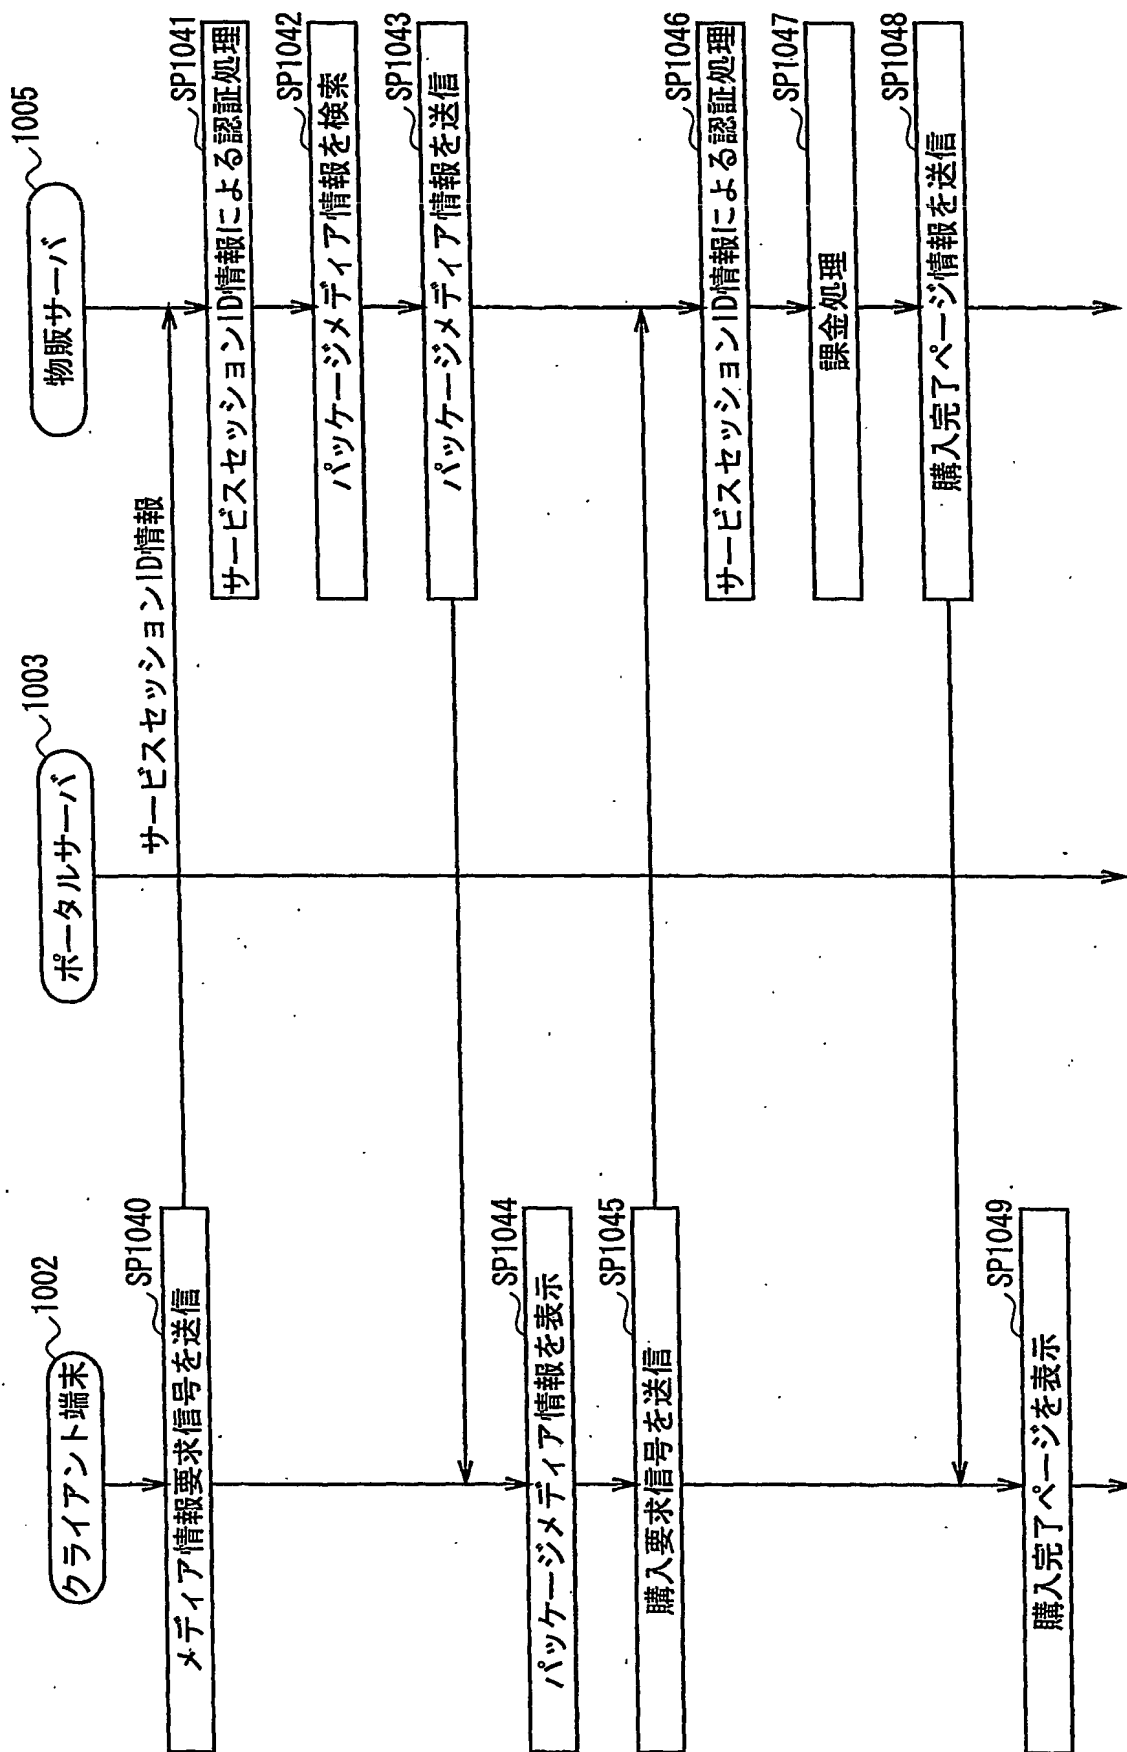 クライアント端末
1002
ポータルサーバ
1003
物販サーバ
1005
SP1040
メディア情報要求信号を送信
サービスセッションID情報
SP1041
サービスセッションID情報による認証処理
SP1042
パッケージメディア情報を検索
SP1043
パッケージメディア情報を送信
SP1044
パッケージメディア情報を表示
SP1045
購入要求信号を送信
SP1046
サービスセッションID情報による認証処理
SP1047
課金処理
SP1048
購入完了ページ情報を送信
SP1049
購入完了ページを表示